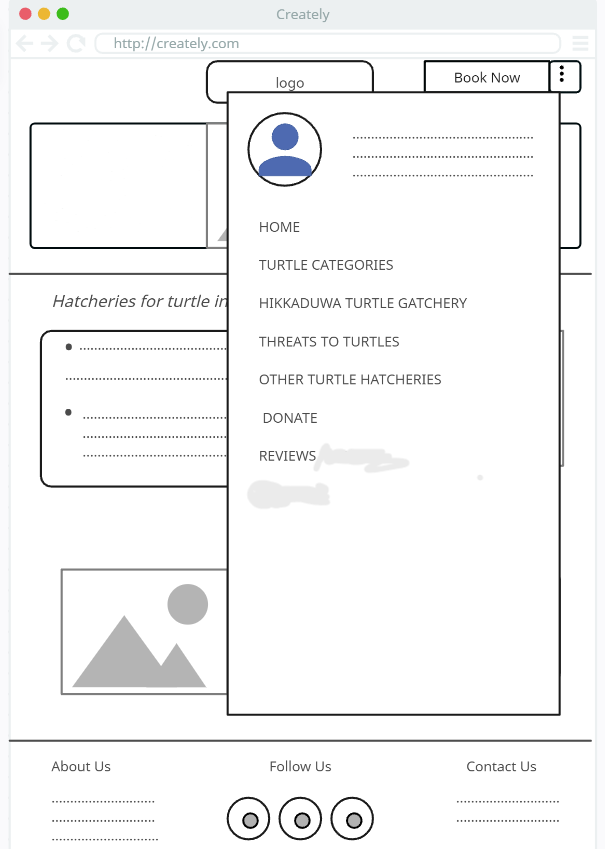 Creately
http://creately.com
logo
Book Now
HOME
TURTLE CATEGORIES
HIKKADUWA TURTLE GATCHERY
Hatcheries for turtle in
THREATS TO TURTLES
OTHER TURTLE HATCHERIES
DONATE
REVIEWS
About Us
Follow Us
Contact Us